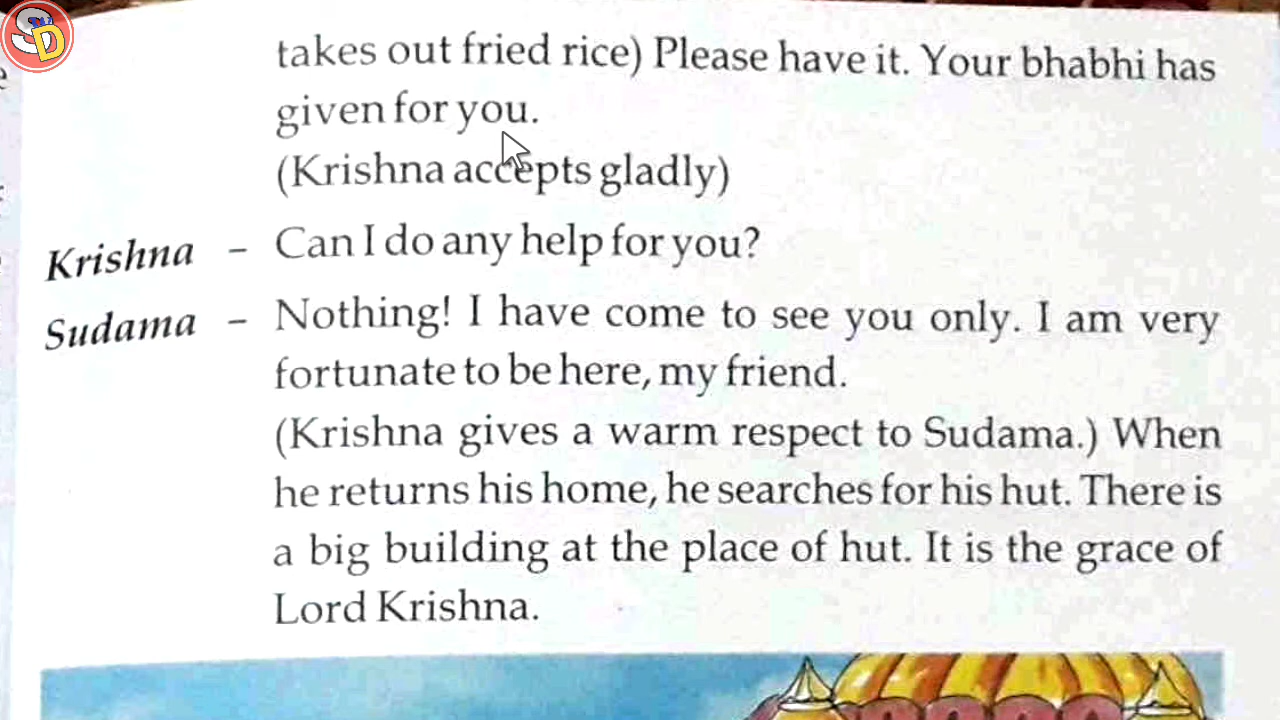 SD
takes out fried rice) Please have it. Your bhabhi has
given for you.
(Krishna accepts gladly)
Krishna – Can I do any help for you?
Sudama – Nothing! I have come to see you only. I am very
fortunate to be here, my friend.
(Krishna gives a warm respect to Sudama.) When
he returns his home, he searches for his hut. There is
a big building at the place of hut. It is the grace of
Lord Krishna.